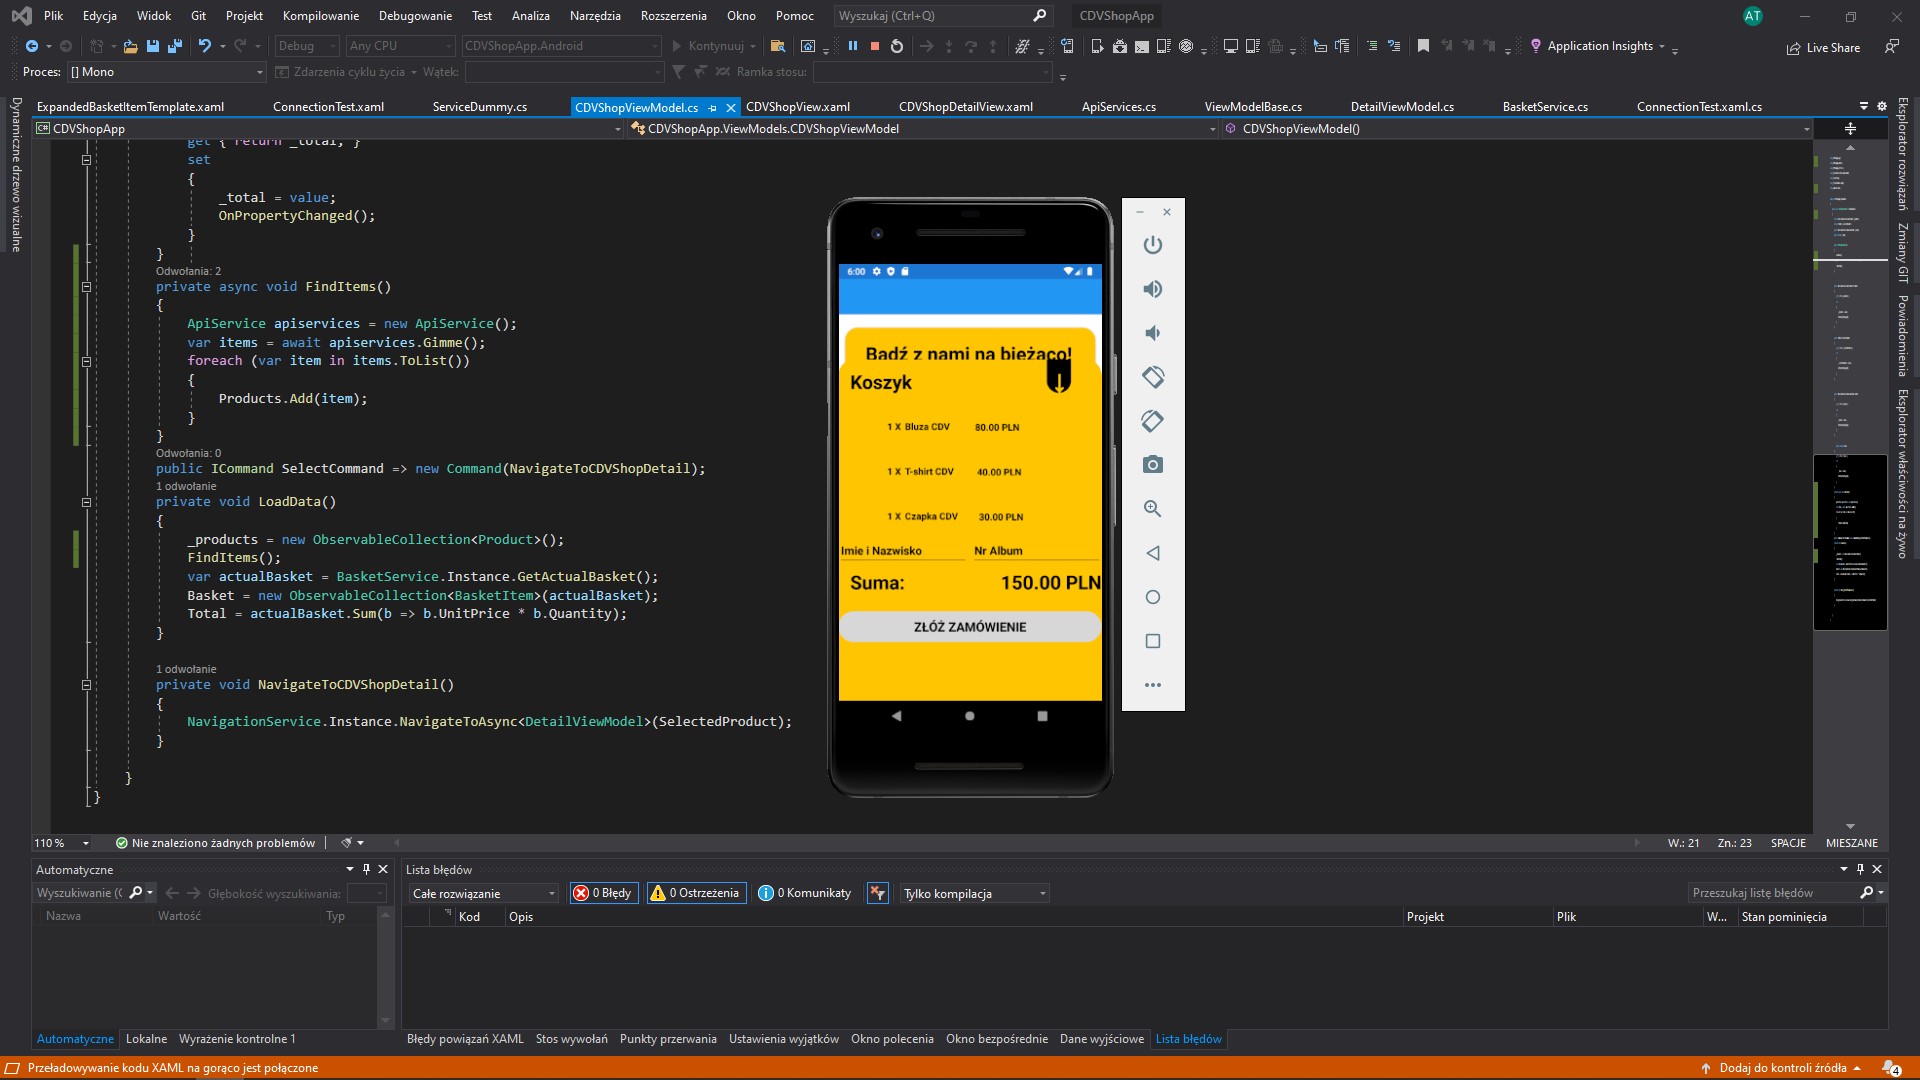 Plik Edycja Widok Git Projekt Kompilowanie Debugowanie Test Analiza Narzędzia Rozszerzenia Okno Pomoc Wyszukaj (Ctrl+Q) CDVShopApp AT
Debug Any CPU CDVShopApp.Android Kontynuuj Application Insights Live Share
Proces: [] Mono Zdarzenia cyklu życia Wątek: Ramka stosu:
ExpandedBasketItemTemplate.xaml ConnectionTest.xaml ServiceDummy.cs CDVShopViewModel.cs CDVShopView.xaml CDVShopDetailView.xaml ApiServices.cs ViewModelBase.cs DetailViewModel.cs BasketService.cs ConnectionTest.xaml.cs
CDVShopApp CDVShopApp.ViewModels.CDVShopViewModel CDVShopViewModel()
Dynamiczne drzewo wizualne
get { return _total; }
set
{
_total = value;
OnPropertyChanged();
}
}
Odwołania: 2
private async void FindItems()
{
ApiService apiservices = new ApiService();
var items = await apiservices.Gimme();
foreach (var item in items.ToList())
{
Products.Add(item);
}
}
Odwołania: 0
public ICommand SelectCommand => new Command(NavigateToCDVShopDetail);
1 odwołanie
private void LoadData()
{
_products = new ObservableCollection<Product>();
FindItems();
var actualBasket = BasketService.Instance.GetActualBasket();
Basket = new ObservableCollection<BasketItem>(actualBasket);
Total = actualBasket.Sum(b => b.UnitPrice * b.Quantity);
}
1 odwołanie
private void NavigateToCDVShopDetail()
{
NavigationService.Instance.NavigateToAsync<DetailViewModel>(SelectedProduct);
}
}
}
6:00
Bądź z nami na bieżąco!
Koszyk
1 X Bluza CDV 80.00 PLN
1 X T-shirt CDV 40.00 PLN
1 X Czapka CDV 30.00 PLN
Imie i Nazwisko Nr Album
Suma: 150.00 PLN
ZŁÓŻ ZAMÓWIENIE
Eksplorator rozwiązań
Zmiany GIT
Powiadomienia
Eksplorator właściwości na żywo
110 % Nie znaleziono żadnych problemów W.: 21 Zn.: 23 SPACJE MIESZANE
Automatyczne
Wyszukiwanie (C Głębokość wyszukiwania:
Nazwa Wartość Typ
Automatyczne Lokalne Wyrażenie kontrolne 1
Lista błędów
Całe rozwiązanie 0 Błędy 0 Ostrzeżenia 0 Komunikaty Tylko kompilacja Przeszukaj listę błędów
Kod Opis Projekt Plik W... Stan pominięcia
Błędy powiązań XAML Stos wywołań Punkty przerwania Ustawienia wyjątków Okno polecenia Okno bezpośrednie Dane wyjściowe Lista błędów
Przeładowywanie kodu XAML na gorąco jest połączone Dodaj do kontroli źródła 4